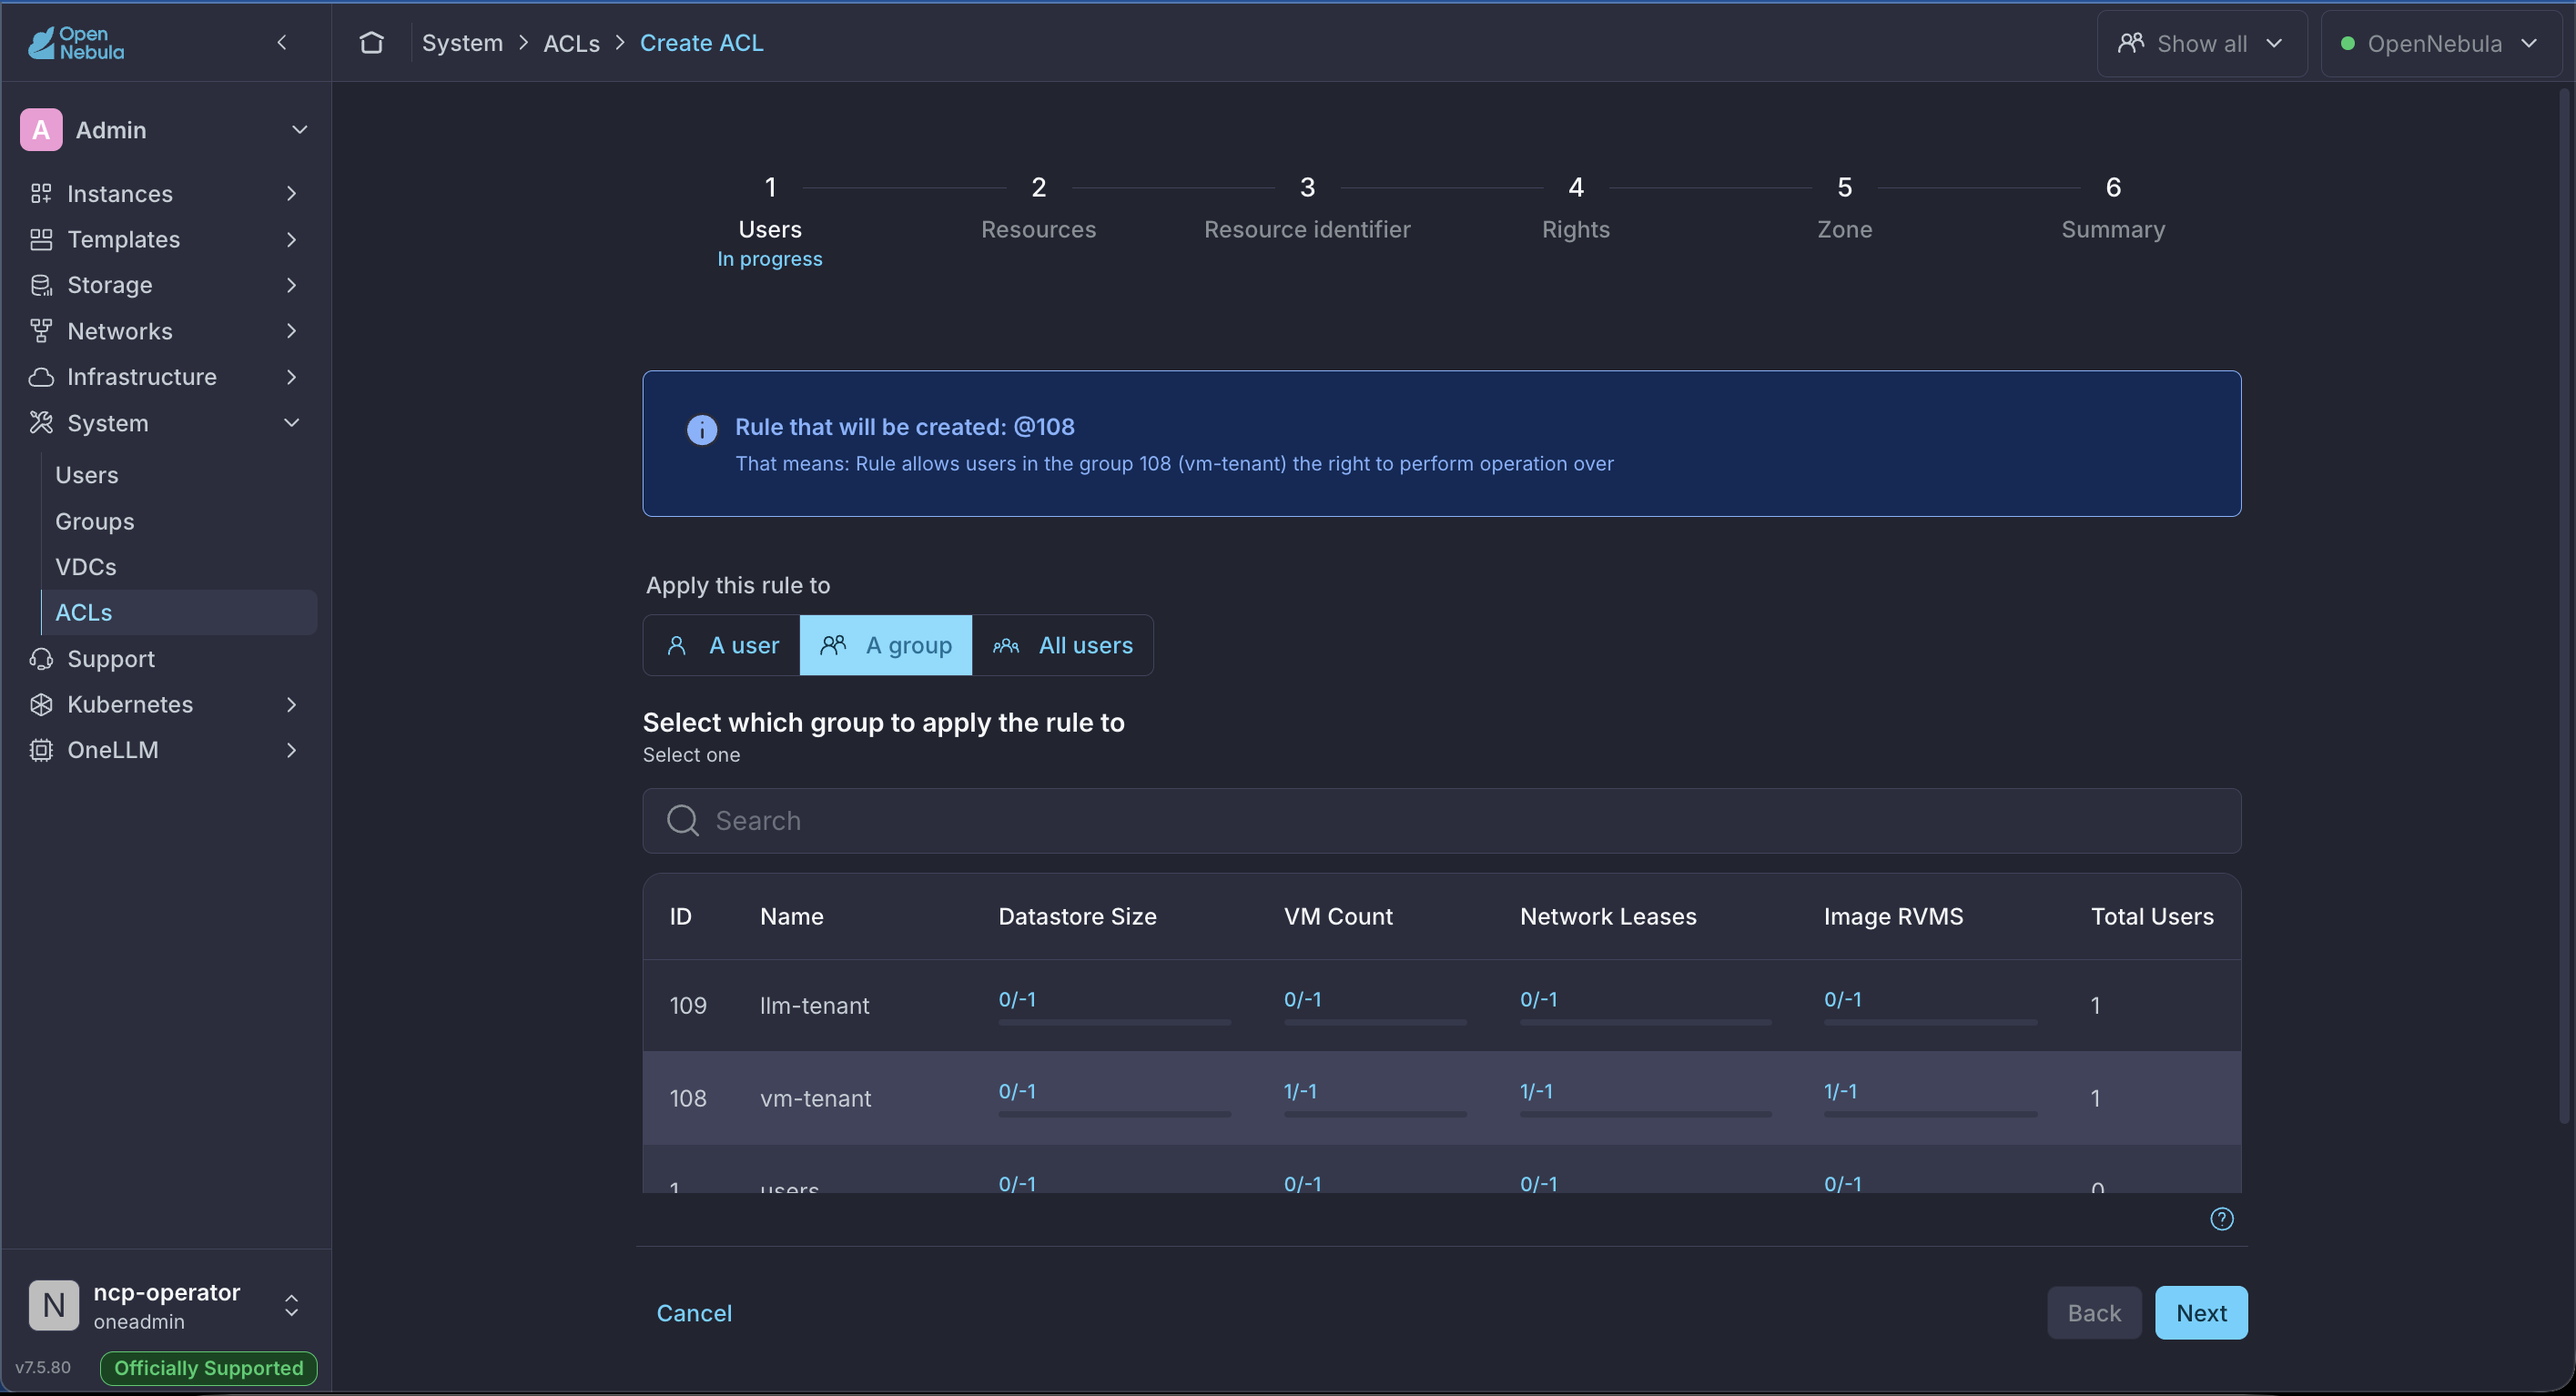 Open
Nebula
System > ACLs > Create ACL
Show all
OpenNebula
A Admin
Instances
Templates
Storage
Networks
Infrastructure
System
Users
Groups
VDCs
ACLs
Support
Kubernetes
OneLLM
N ncp-operator
oneadmin
v7.5.80 Officially Supported
1 2 3 4 5 6
Users Resources Resource identifier Rights Zone Summary
In progress
Rule that will be created: @108
That means: Rule allows users in the group 108 (vm-tenant) the right to perform operation over
Apply this rule to
A user A group All users
Select which group to apply the rule to
Select one
Search
ID Name Datastore Size VM Count Network Leases Image RVMS Total Users
109 llm-tenant 0/-1 0/-1 0/-1 0/-1 1
108 vm-tenant 0/-1 1/-1 1/-1 1/-1 1
1 users 0/-1 0/-1 0/-1 0/-1 0
Cancel Back Next